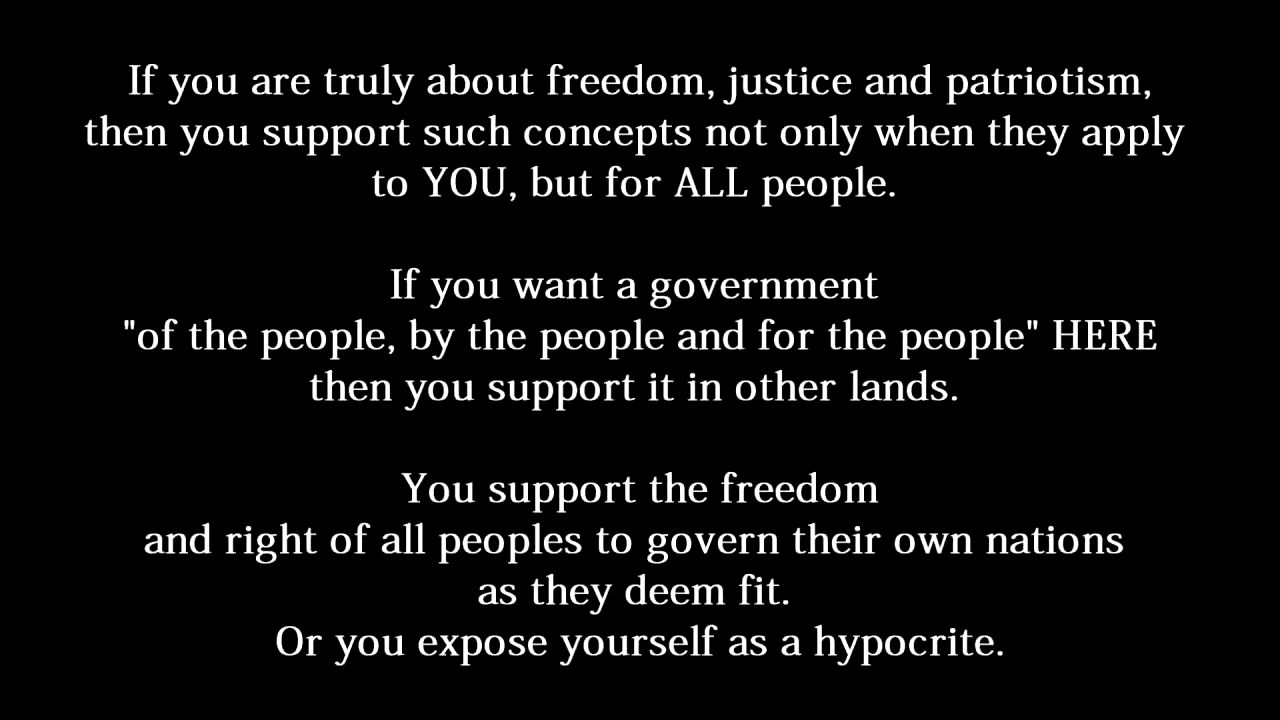 If you are truly about freedom, justice and patriotism,
then you support such concepts not only when they apply
to YOU, but for ALL people.
If you want a government
"of the people, by the people and for the people" HERE
then you support it in other lands.
You support the freedom
and right of all peoples to govern their own nations
as they deem fit.
Or you expose yourself as a hypocrite.